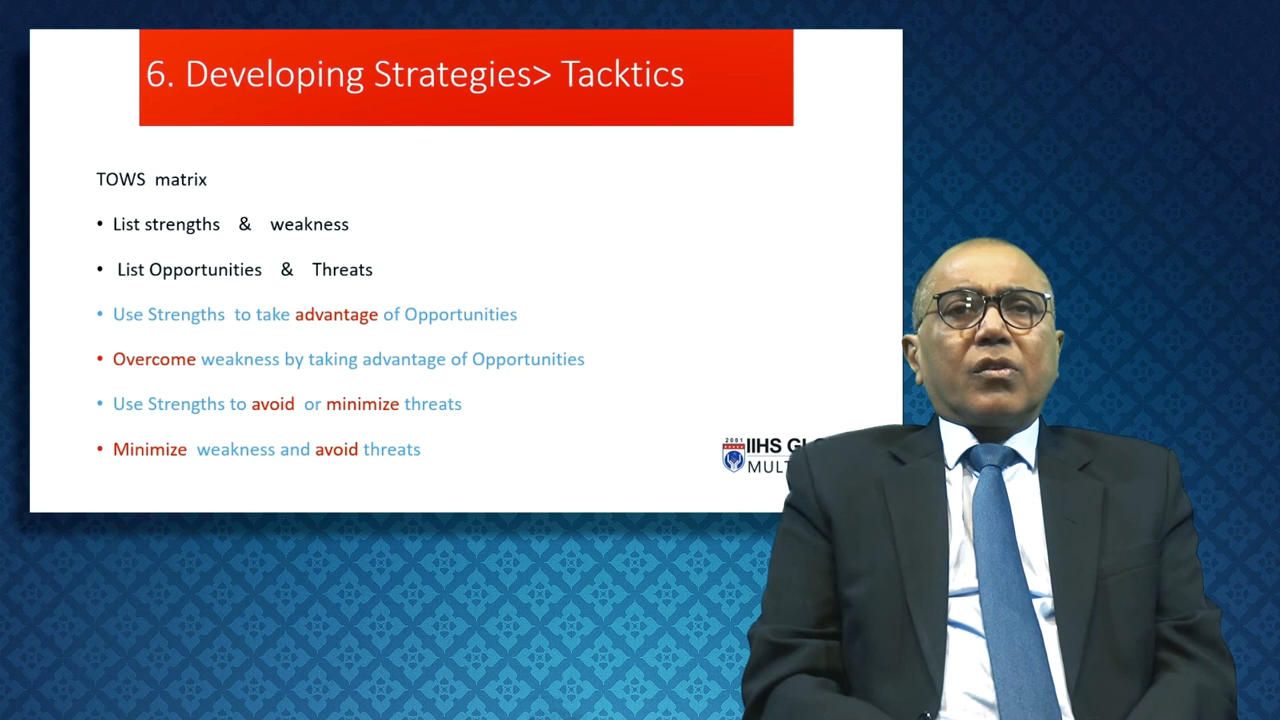 6. Developing Strategies> Tacktics
TOWS matrix
• List strengths & weakness
• List Opportunities & Threats
• Use Strengths to take advantage of Opportunities
• Overcome weakness by taking advantage of Opportunities
• Use Strengths to avoid or minimize threats
• Minimize weakness and avoid threats
2001
IIHS